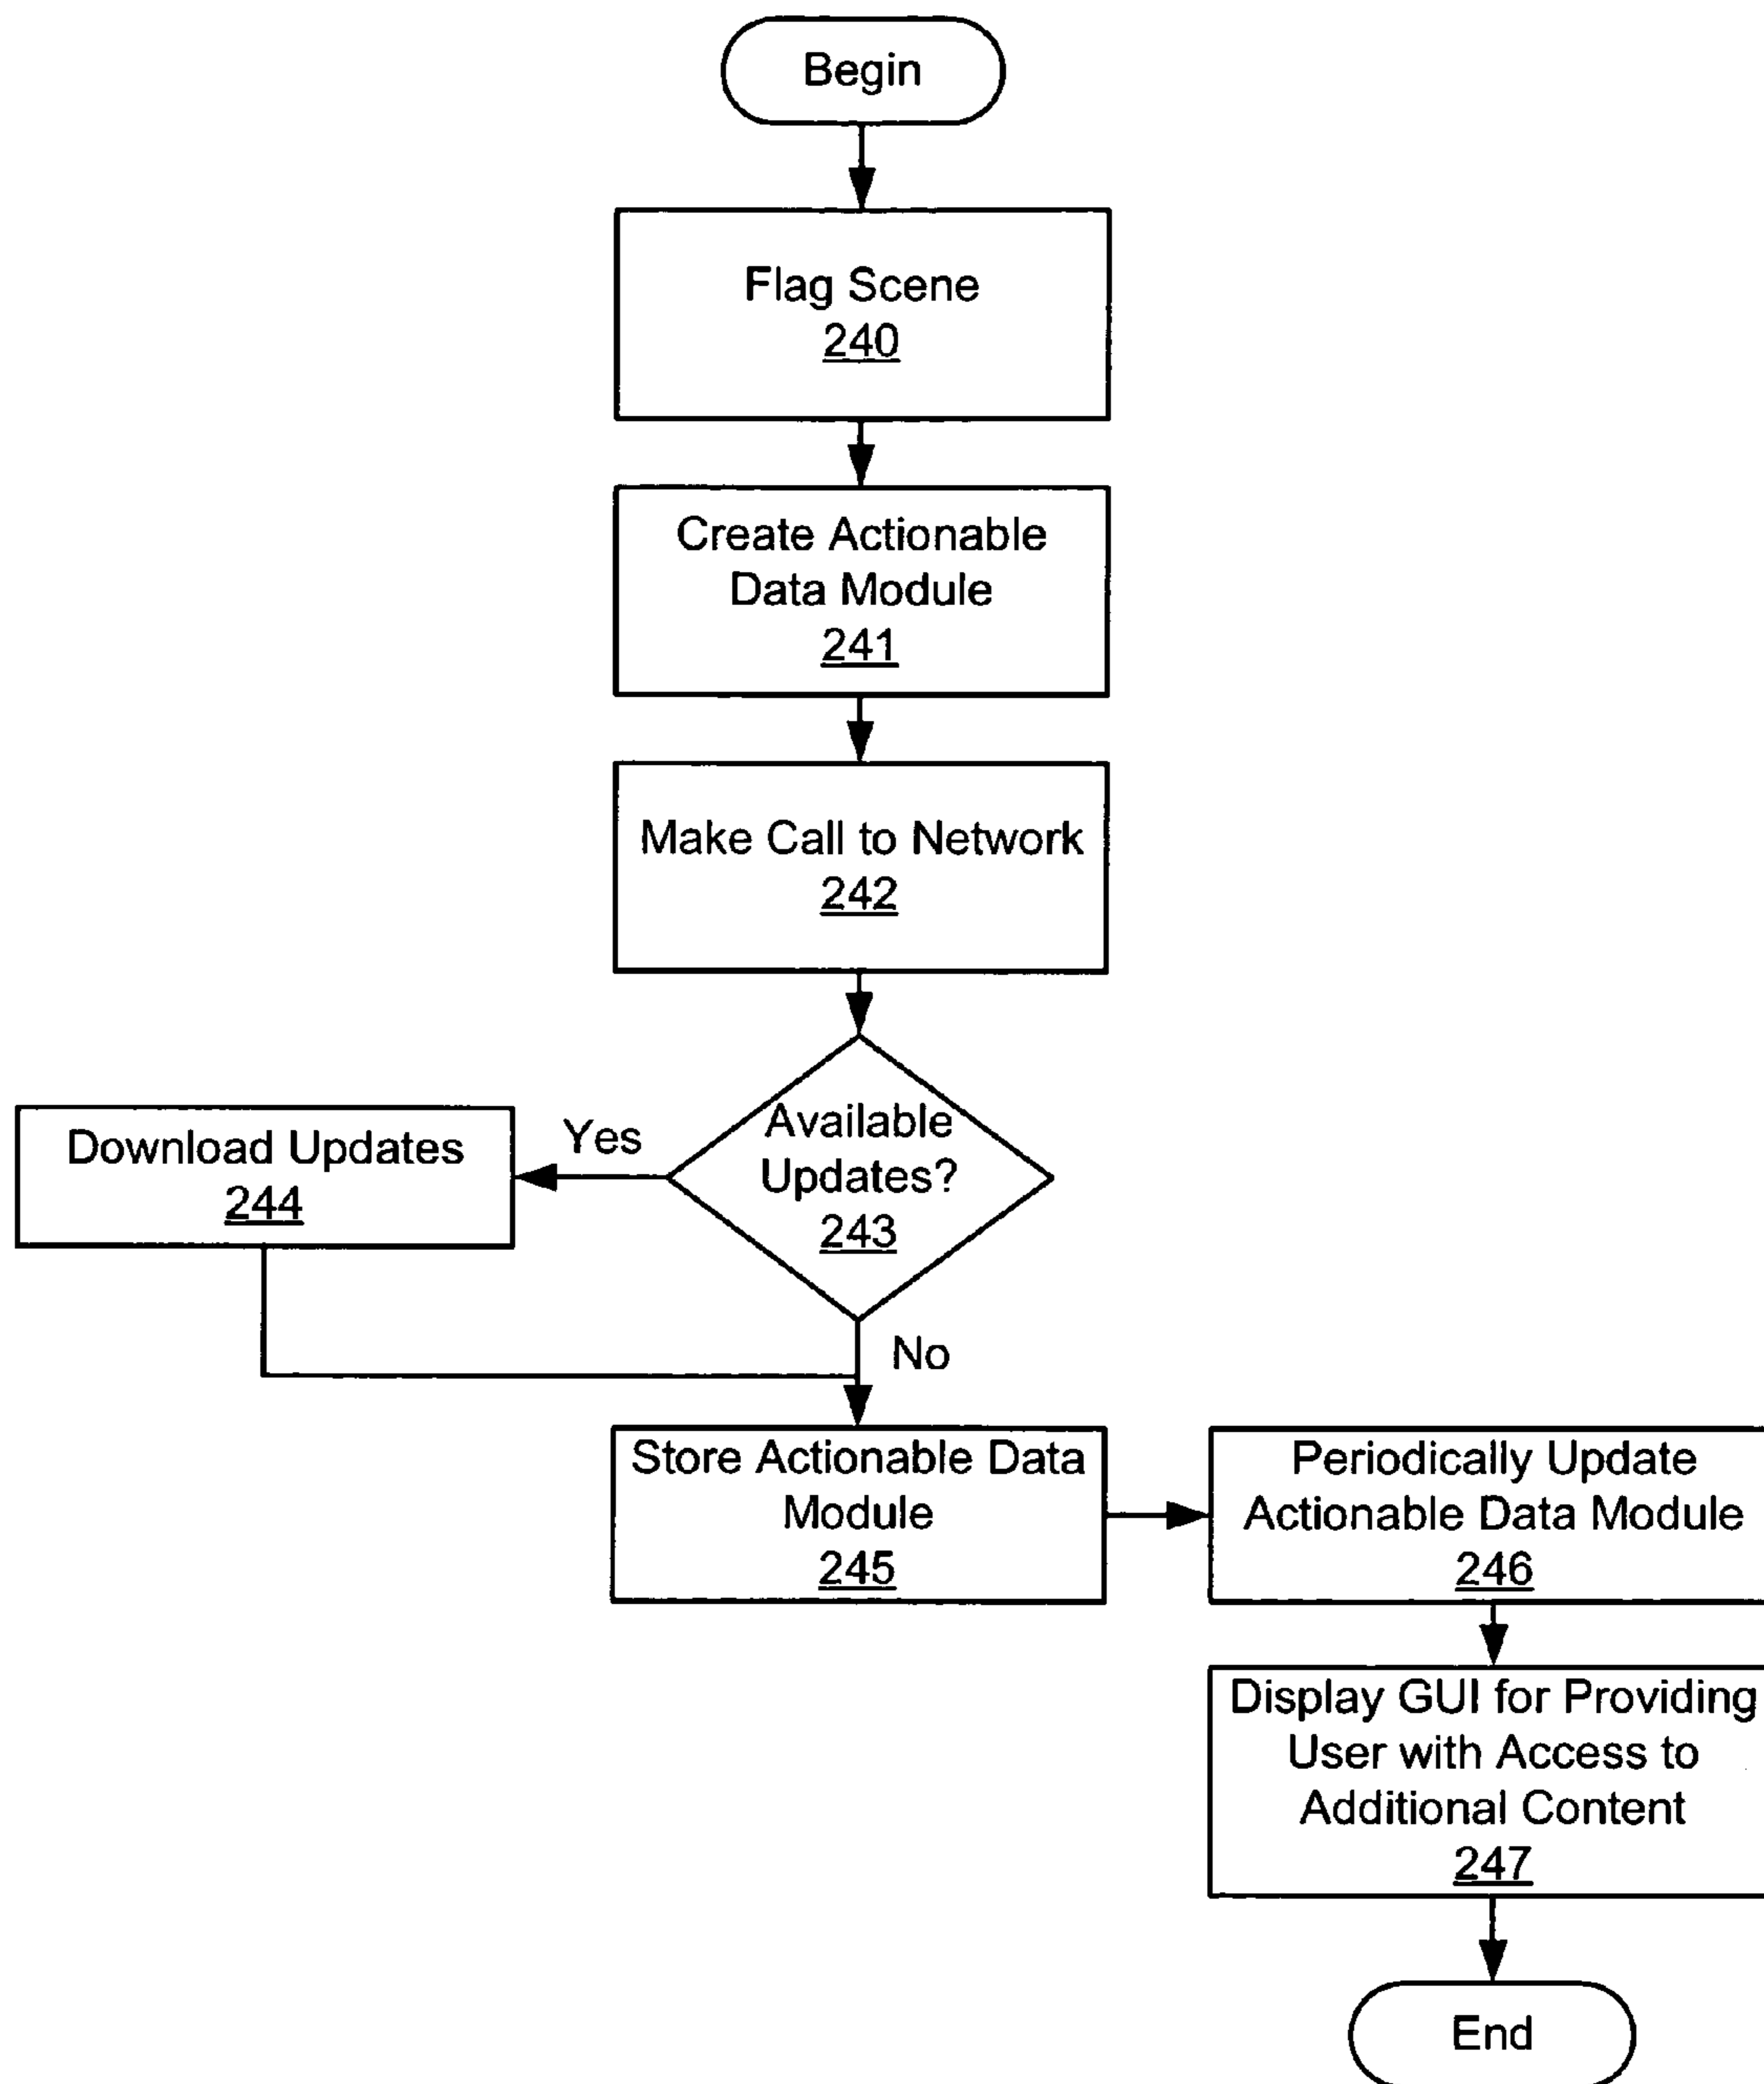 Begin
Flag Scene
240
Create Actionable
Data Module
241
Make Call to Network
242
Available
Updates?
243
Yes
Download Updates
244
No
Store Actionable Data
Module
245
Periodically Update
Actionable Data Module
246
Display GUI for Providing
User with Access to
Additional Content
247
End